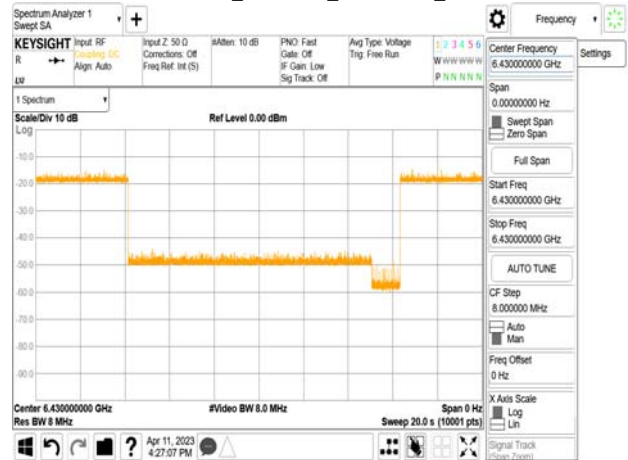 Spectrum Analyzer 1
Swept SA
+
Frequency
KEYSIGHT
R
LXI
Input: RF
Coupling: DC
Align: Auto
Input Z: 50 Ω
Corrections: Off
Freq Ref: Int (S)
#Atten: 10 dB
PNO: Fast
Gate: Off
IF Gain: Low
Sig Track: Off
Avg Type: Voltage
Trig: Free Run
1 2 3 4 5 6
W W W W W W
P N N N N N
Center Frequency
6.430000000 GHz
Settings
Span
0.00000000 Hz
Swept Span
Zero Span
Full Span
Start Freq
6.430000000 GHz
Stop Freq
6.430000000 GHz
AUTO TUNE
CF Step
8.000000 MHz
Auto
Man
Freq Offset
0 Hz
X Axis Scale
Log
Lin
Signal Track
(Span Zoom)
1 Spectrum
Scale/Div 10 dB
Ref Level 0.00 dBm
Log
-10.0
-20.0
-30.0
-40.0
-50.0
-60.0
-70.0
-80.0
-90.0
Center 6.430000000 GHz
#Video BW 8.0 MHz
Span 0 Hz
Res BW 8 MHz
Sweep 20.0 s (10001 pts)
?
Apr 11, 2023
4:27:07 PM